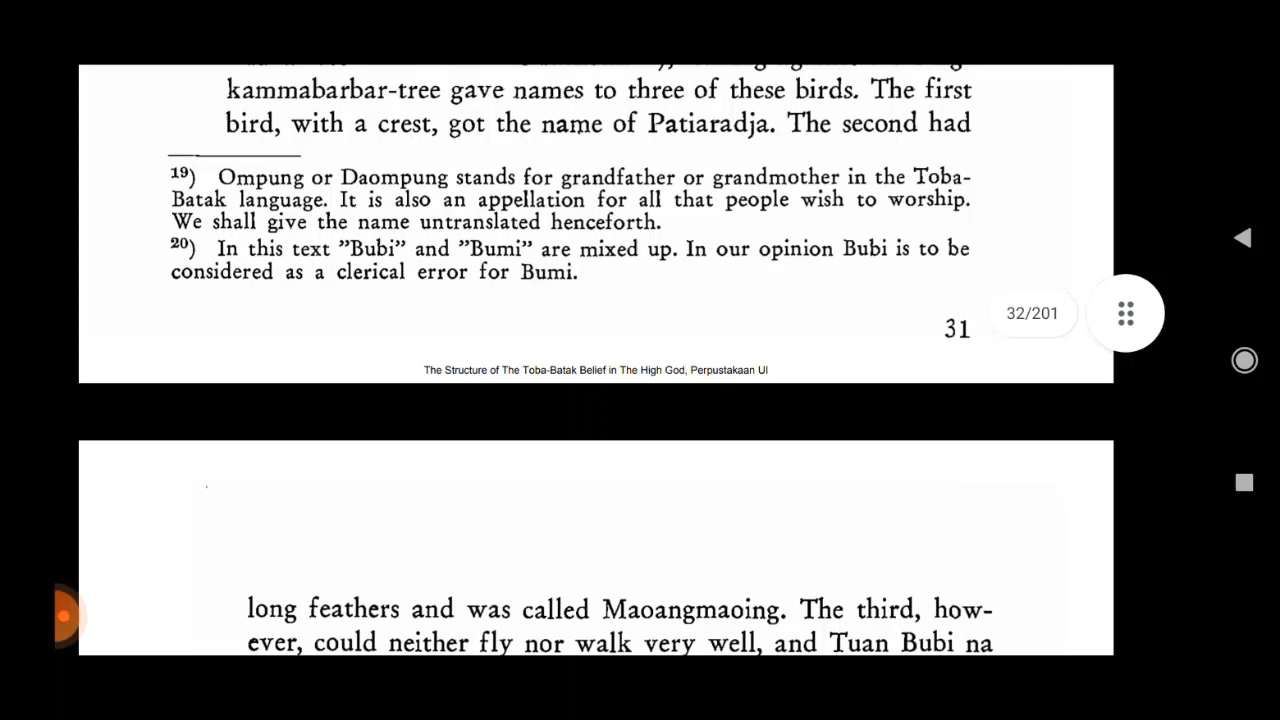 kammabarbar-tree gave names to three of these birds. The first
bird, with a crest, got the name of Patiaradja. The second had
19) Ompung or Daompung stands for grandfather or grandmother in the Toba-
Batak language. It is also an appellation for all that people wish to worship.
We shall give the name untranslated henceforth.
20) In this text ”Bubi” and ”Bumi” are mixed up. In our opinion Bubi is to be
considered as a clerical error for Bumi.
31
32/201
The Structure of The Toba-Batak Belief in The High God, Perpustakaan UI
long feathers and was called Maoangmaoing. The third, how-
ever, could neither fly nor walk very well, and Tuan Bubi na